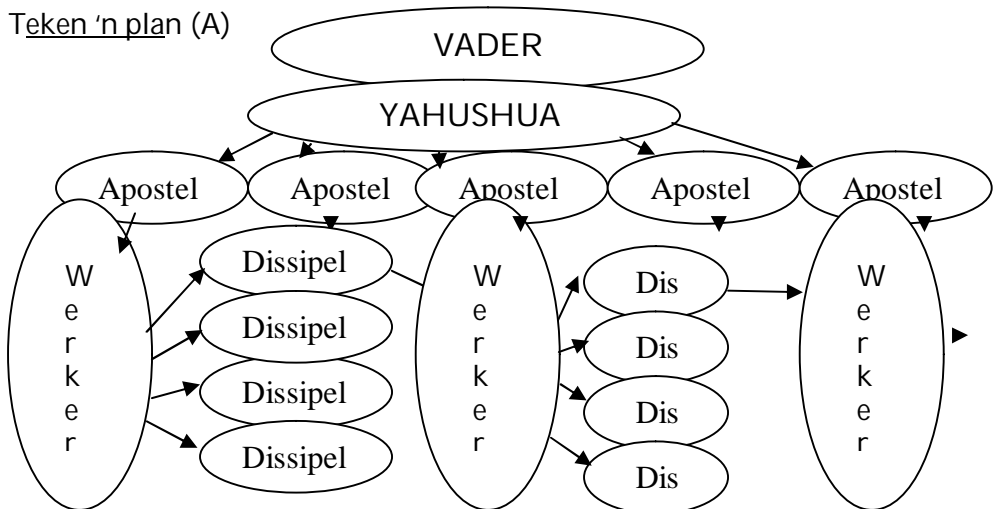 Teken 'n plan (A)
VADER
YAHUSHUA
Apostel Apostel Apostel Apostel Apostel
Werker
Dissipel
Dissipel
Dissipel
Dissipel
Werker
Dis
Dis
Dis
Dis
Werker